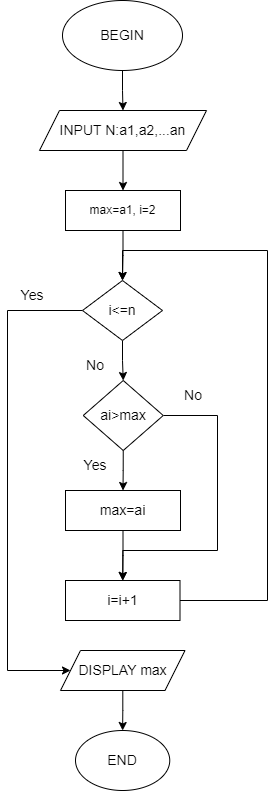 BEGIN
INPUT N:a1,a2,...an
max=a1, i=2
Yes
i<=n
No
ai>max
No
Yes
max=ai
i=i+1
DISPLAY max
END